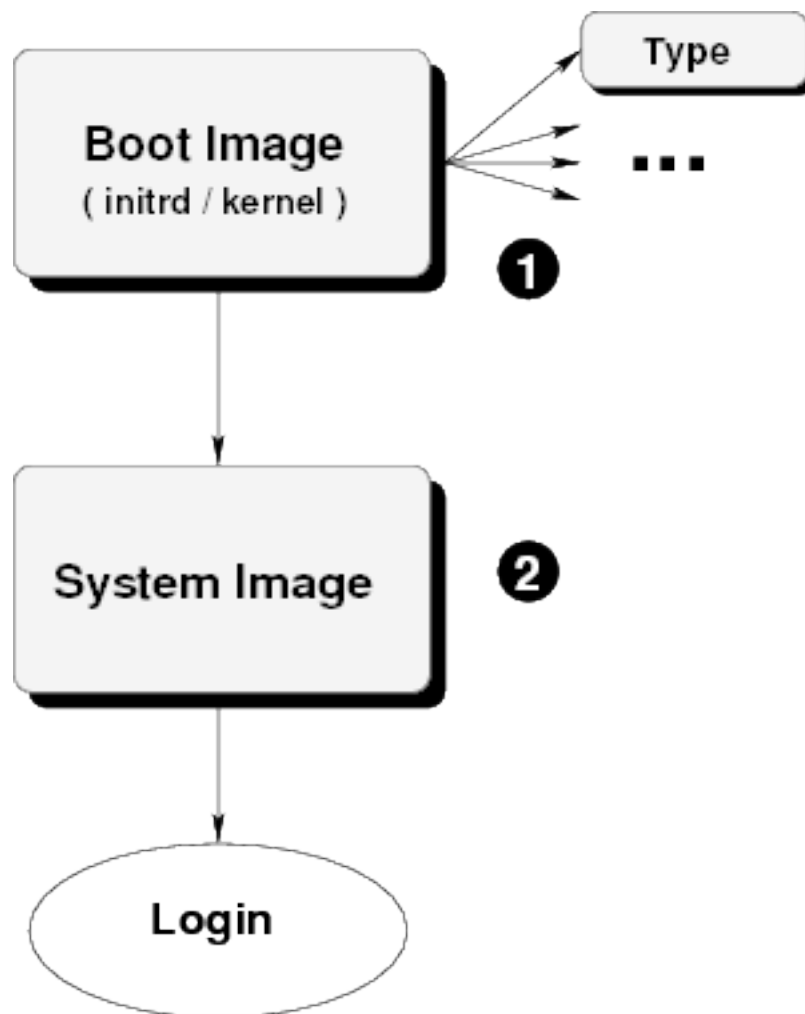 Type
Boot Image
( initrd / kernel )
...
1
System Image
2
Login